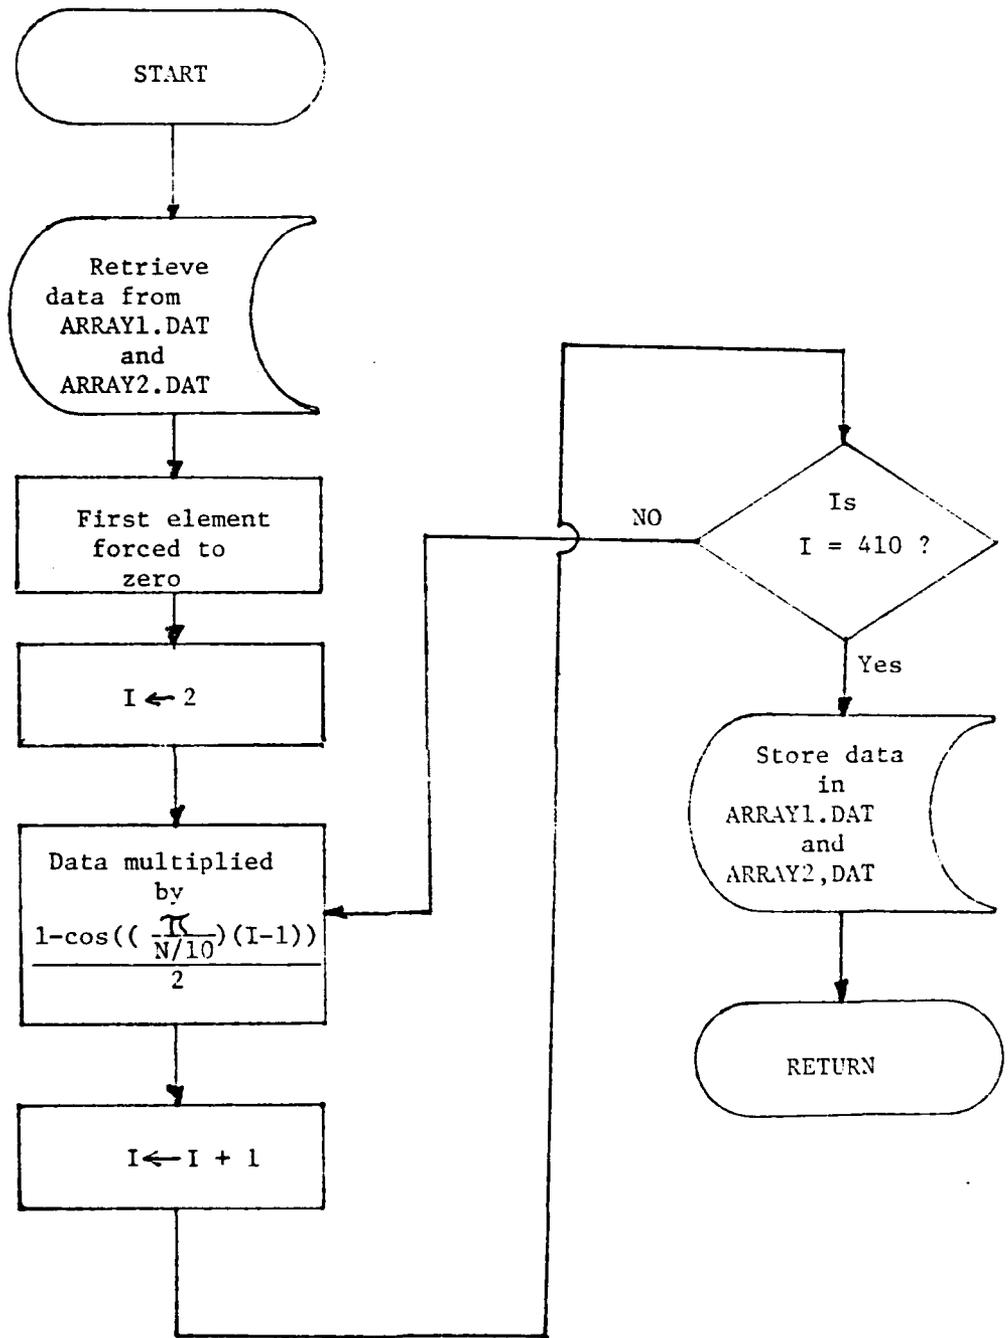 START
Retrieve
data from
ARRAY1.DAT
and
ARRAY2.DAT
First element
forced to
zero
I ← 2
Data multiplied
by
1-cos(( π
N/10 )(I-1))
2
I ← I + 1
Is
I = 410 ?
NO
Yes
Store data
in
ARRAY1.DAT
and
ARRAY2,DAT
RETURN